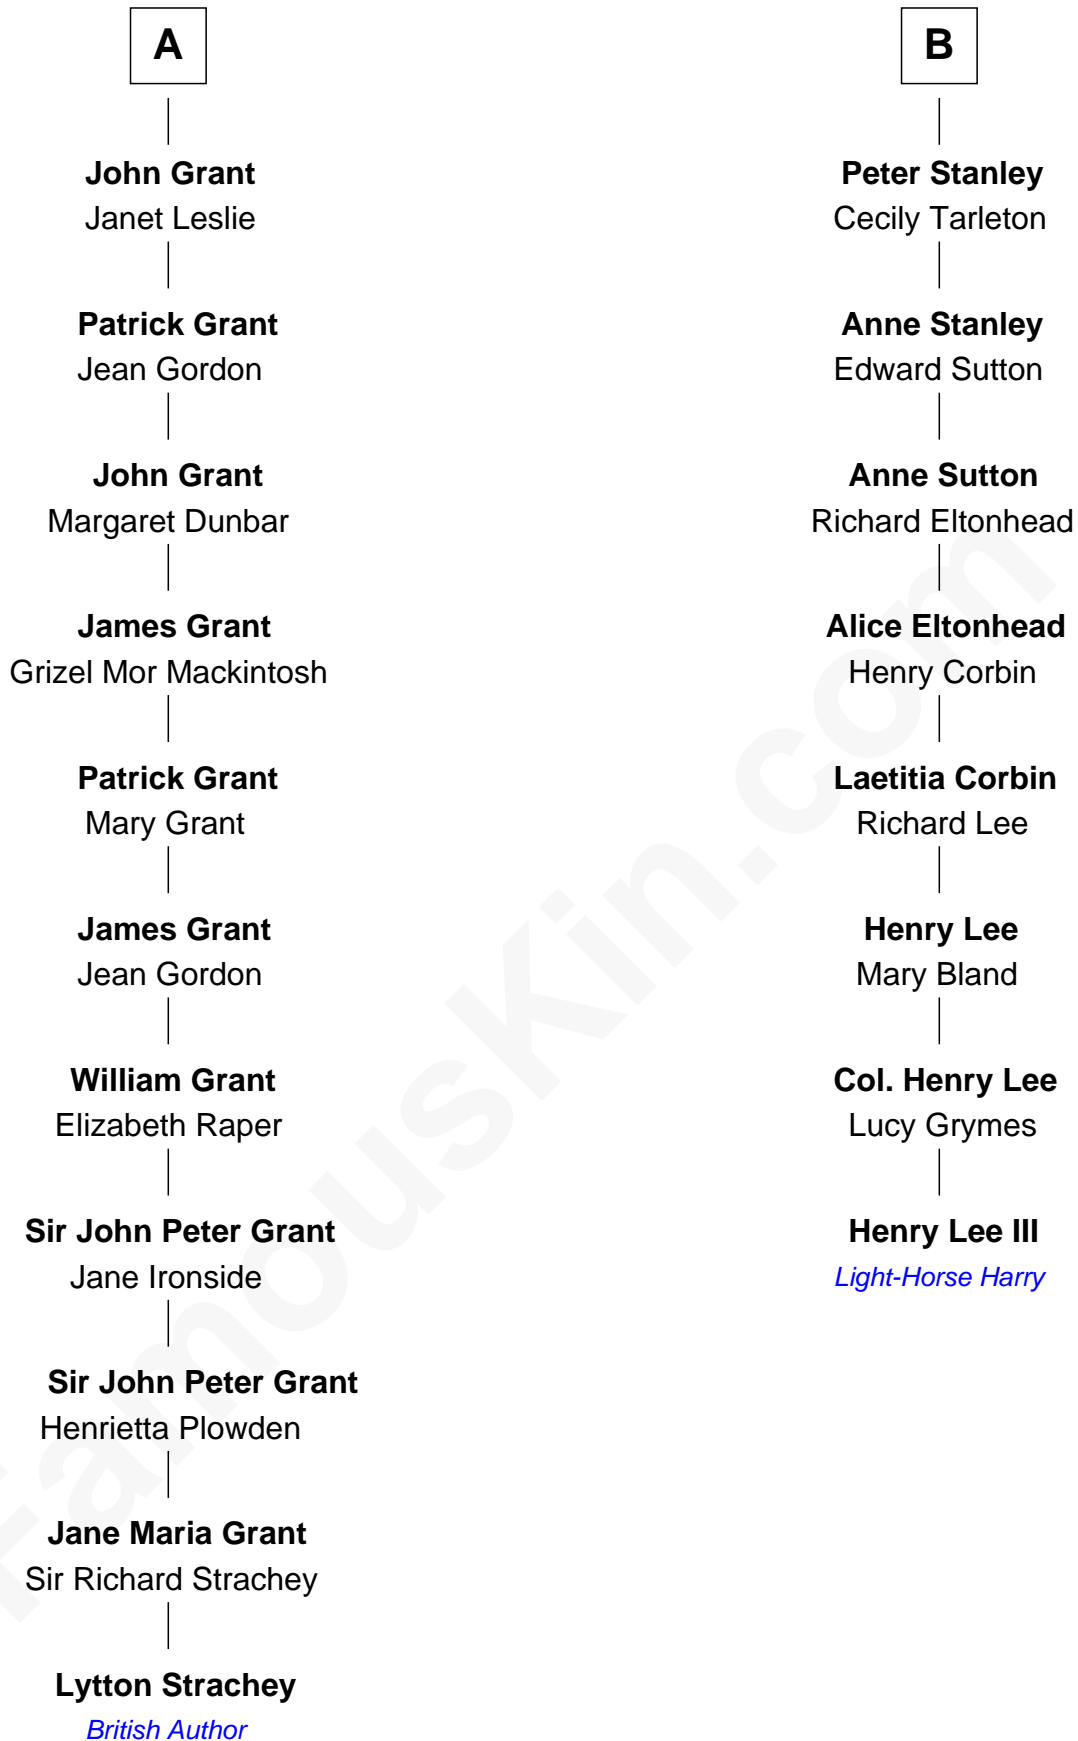 A
John Grant
Janet Leslie
Patrick Grant
Jean Gordon
John Grant
Margaret Dunbar
James Grant
Grizel Mor Mackintosh
Patrick Grant
Mary Grant
James Grant
Jean Gordon
William Grant
Elizabeth Raper
Sir John Peter Grant
Jane Ironside
Sir John Peter Grant
Henrietta Plowden
Jane Maria Grant
Sir Richard Strachey
Lytton Strachey
British Author
B
Peter Stanley
Cecily Tarleton
Anne Stanley
Edward Sutton
Anne Sutton
Richard Eltonhead
Alice Eltonhead
Henry Corbin
Laetitia Corbin
Richard Lee
Henry Lee
Mary Bland
Col. Henry Lee
Lucy Grymes
Henry Lee III
Light-Horse Harry
FamousKin.com